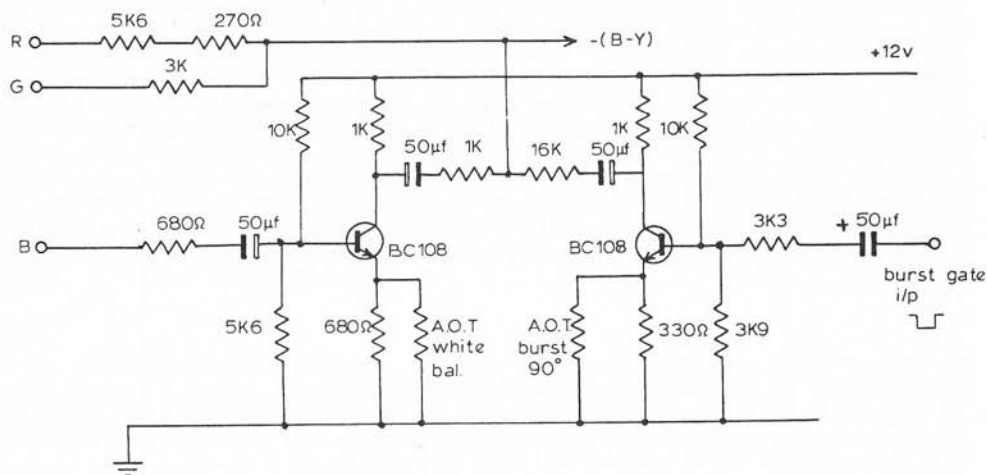 5K6 270Ω
R
-(B-Y)
3K
+12v
G
10K 1K 1K 10K
50µf 1K 16K 50µf
680Ω 50µf
B
BC108 BC108
3K3
+ 50µf
burst gate
i/p
5K6 680Ω A.O.T
white
bal.
A.O.T
burst
90°
330Ω 3K9